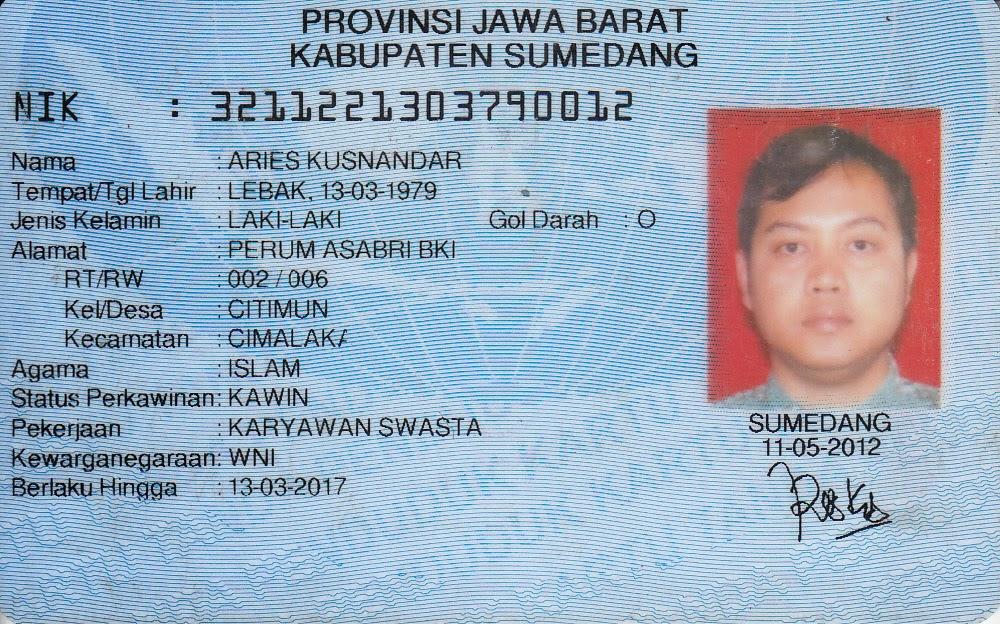 PROVINSI JAWA BARAT
KABUPATEN SUMEDANG
NIK : 3211221303790012
Nama : ARIES KUSNANDAR
Tempat/Tgl Lahir : LEBAK, 13-03-1979
Jenis Kelamin : LAKI-LAKI Gol Darah : O
Alamat : PERUM ASABRI BKI
RT/RW : 002 / 006
Kel/Desa : CITIMUN
Kecamatan : CIMALAKA
Agama : ISLAM
Status Perkawinan: KAWIN
Pekerjaan : KARYAWAN SWASTA
Kewarganegaraan: WNI
Berlaku Hingga : 13-03-2017
SUMEDANG
11-05-2012